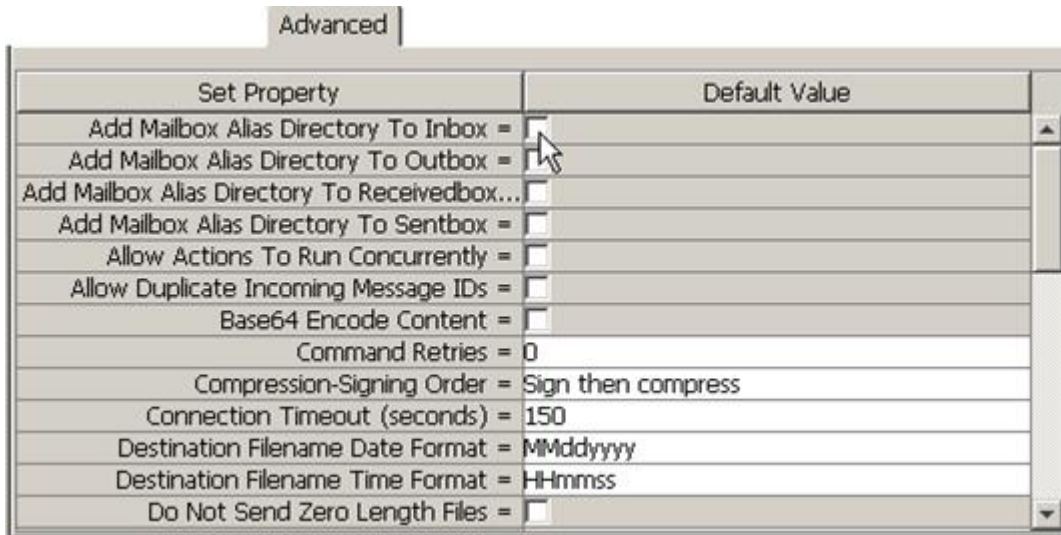 Advanced
Set Property Default Value
Add Mailbox Alias Directory To Inbox =
Add Mailbox Alias Directory To Outbox =
Add Mailbox Alias Directory To Receivedbox...
Add Mailbox Alias Directory To Sentbox =
Allow Actions To Run Concurrently =
Allow Duplicate Incoming Message IDs =
Base64 Encode Content =
Command Retries = 0
Compression-Signing Order = Sign then compress
Connection Timeout (seconds) = 150
Destination Filename Date Format = MMddyyyy
Destination Filename Time Format = HHmmss
Do Not Send Zero Length Files =